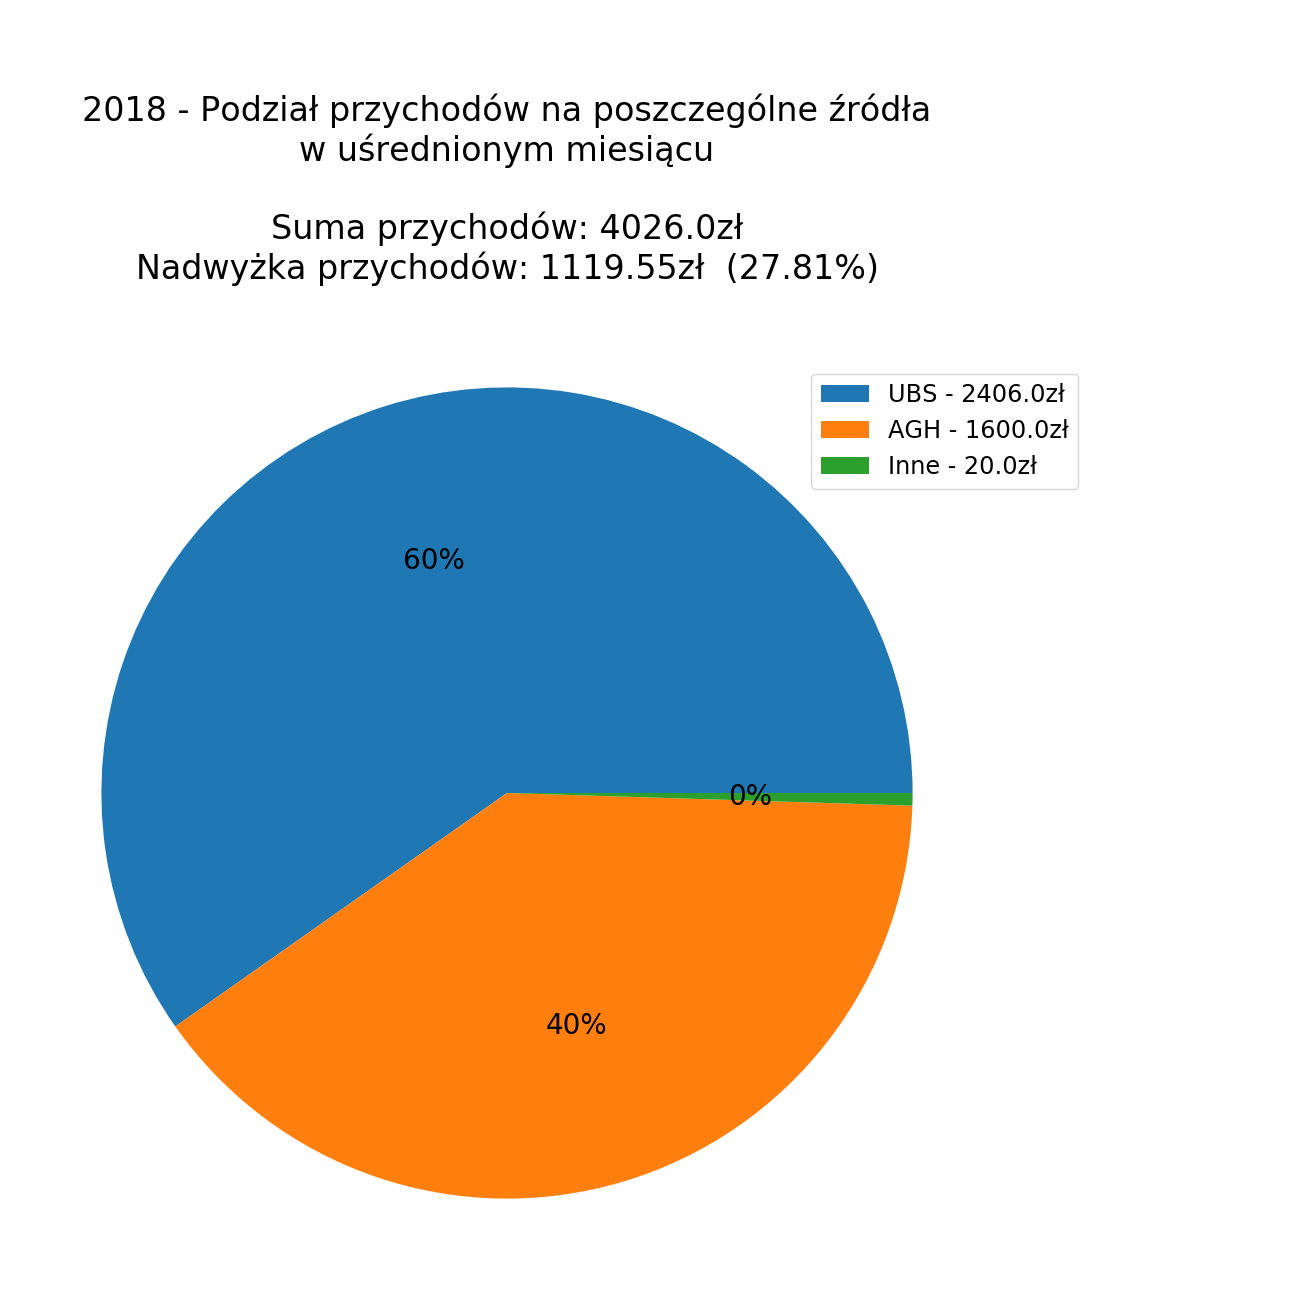 2018 - Podział przychodów na poszczególne źródła
w uśrednionym miesiącu
Suma przychodów: 4026.0zł
Nadwyżka przychodów: 1119.55zł  (27.81%)
UBS - 2406.0zł
AGH - 1600.0zł
Inne - 20.0zł
60%
0%
40%